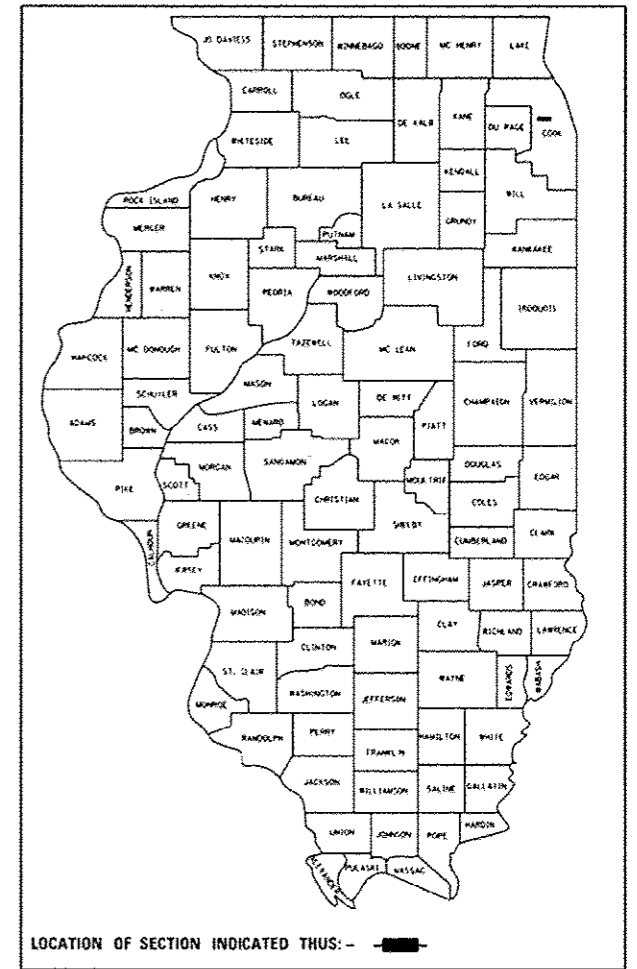 JO DAVIESS STEPHENSON WINNEBAGO BOONE MC HENRY LAKE
CARROLL OGLE DE KALB KANE DU PAGE COOK
WHITESIDE LEE
KENDALL WILL
ROCK ISLAND HENRY BUREAU LA SALLE GRUNDY
MERCER PUTNAM KANKAKEE
STARK MARSHALL
HENDERSON WARREN KNOX PEORIA WOODFORD LIVINGSTON IROQUOIS
HANCOCK MC DONOUGH FULTON TAZEWELL MC LEAN FORD
SCHUYLER MASON LOGAN DE WITT CHAMPAIGN VERMILION
ADAMS BROWN CASS MENARD PIATT
MACON
PIKE SCOTT MORGAN SANGAMON MOULTRIE DOUGLAS EDGAR
CHRISTIAN COLES
CALHOUN GREENE MACOUPIN MONTGOMERY SHELBY CUMBERLAND CLARK
JERSEY FAYETTE EFFINGHAM JASPER CRAWFORD
MADISON BOND
CLAY RICHLAND LAWRENCE
CLINTON MARION
ST. CLAIR WAYNE EDWARDS WABASH
MONROE WASHINGTON JEFFERSON
RANDOLPH PERRY HAMILTON WHITE
FRANKLIN
JACKSON WILLIAMSON SALINE GALLATIN
UNION JOHNSON POPE HARDIN
ALEXANDER PULASKI MASSAC
LOCATION OF SECTION INDICATED THUS: -